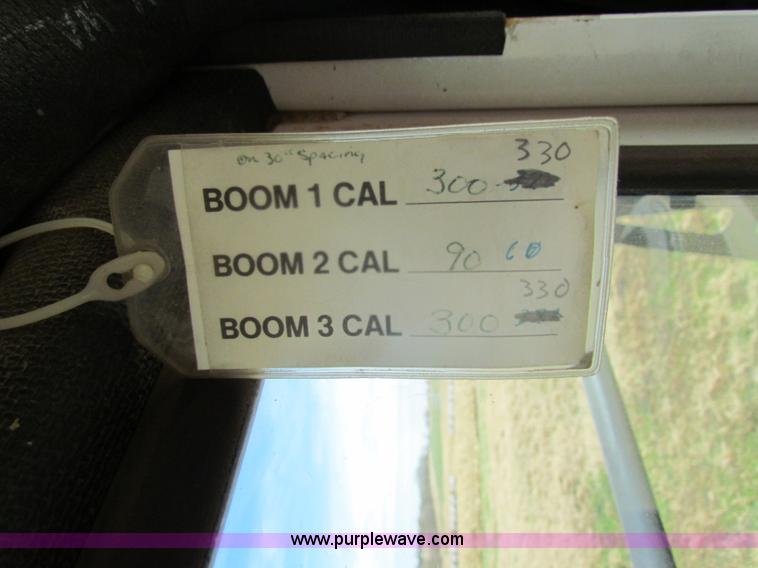 On 30" Spacing
330
BOOM 1 CAL 300
BOOM 2 CAL 90 60
330
BOOM 3 CAL 300
www.purplewave.com